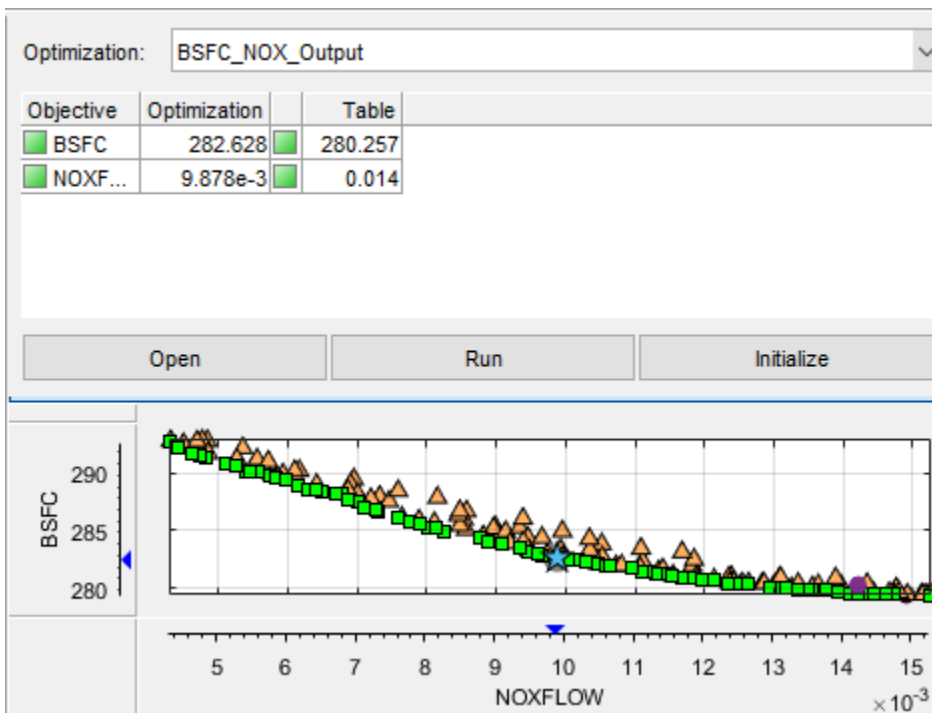 Optimization: BSFC_NOX_Output
Objective Optimization Table
BSFC 282.628 280.257
NOXF... 9.878e-3 0.014
Open Run Initialize
290
285
280
BSFC
5 6 7 8 9 10 11 12 13 14 15
NOXFLOW
×10⁻³